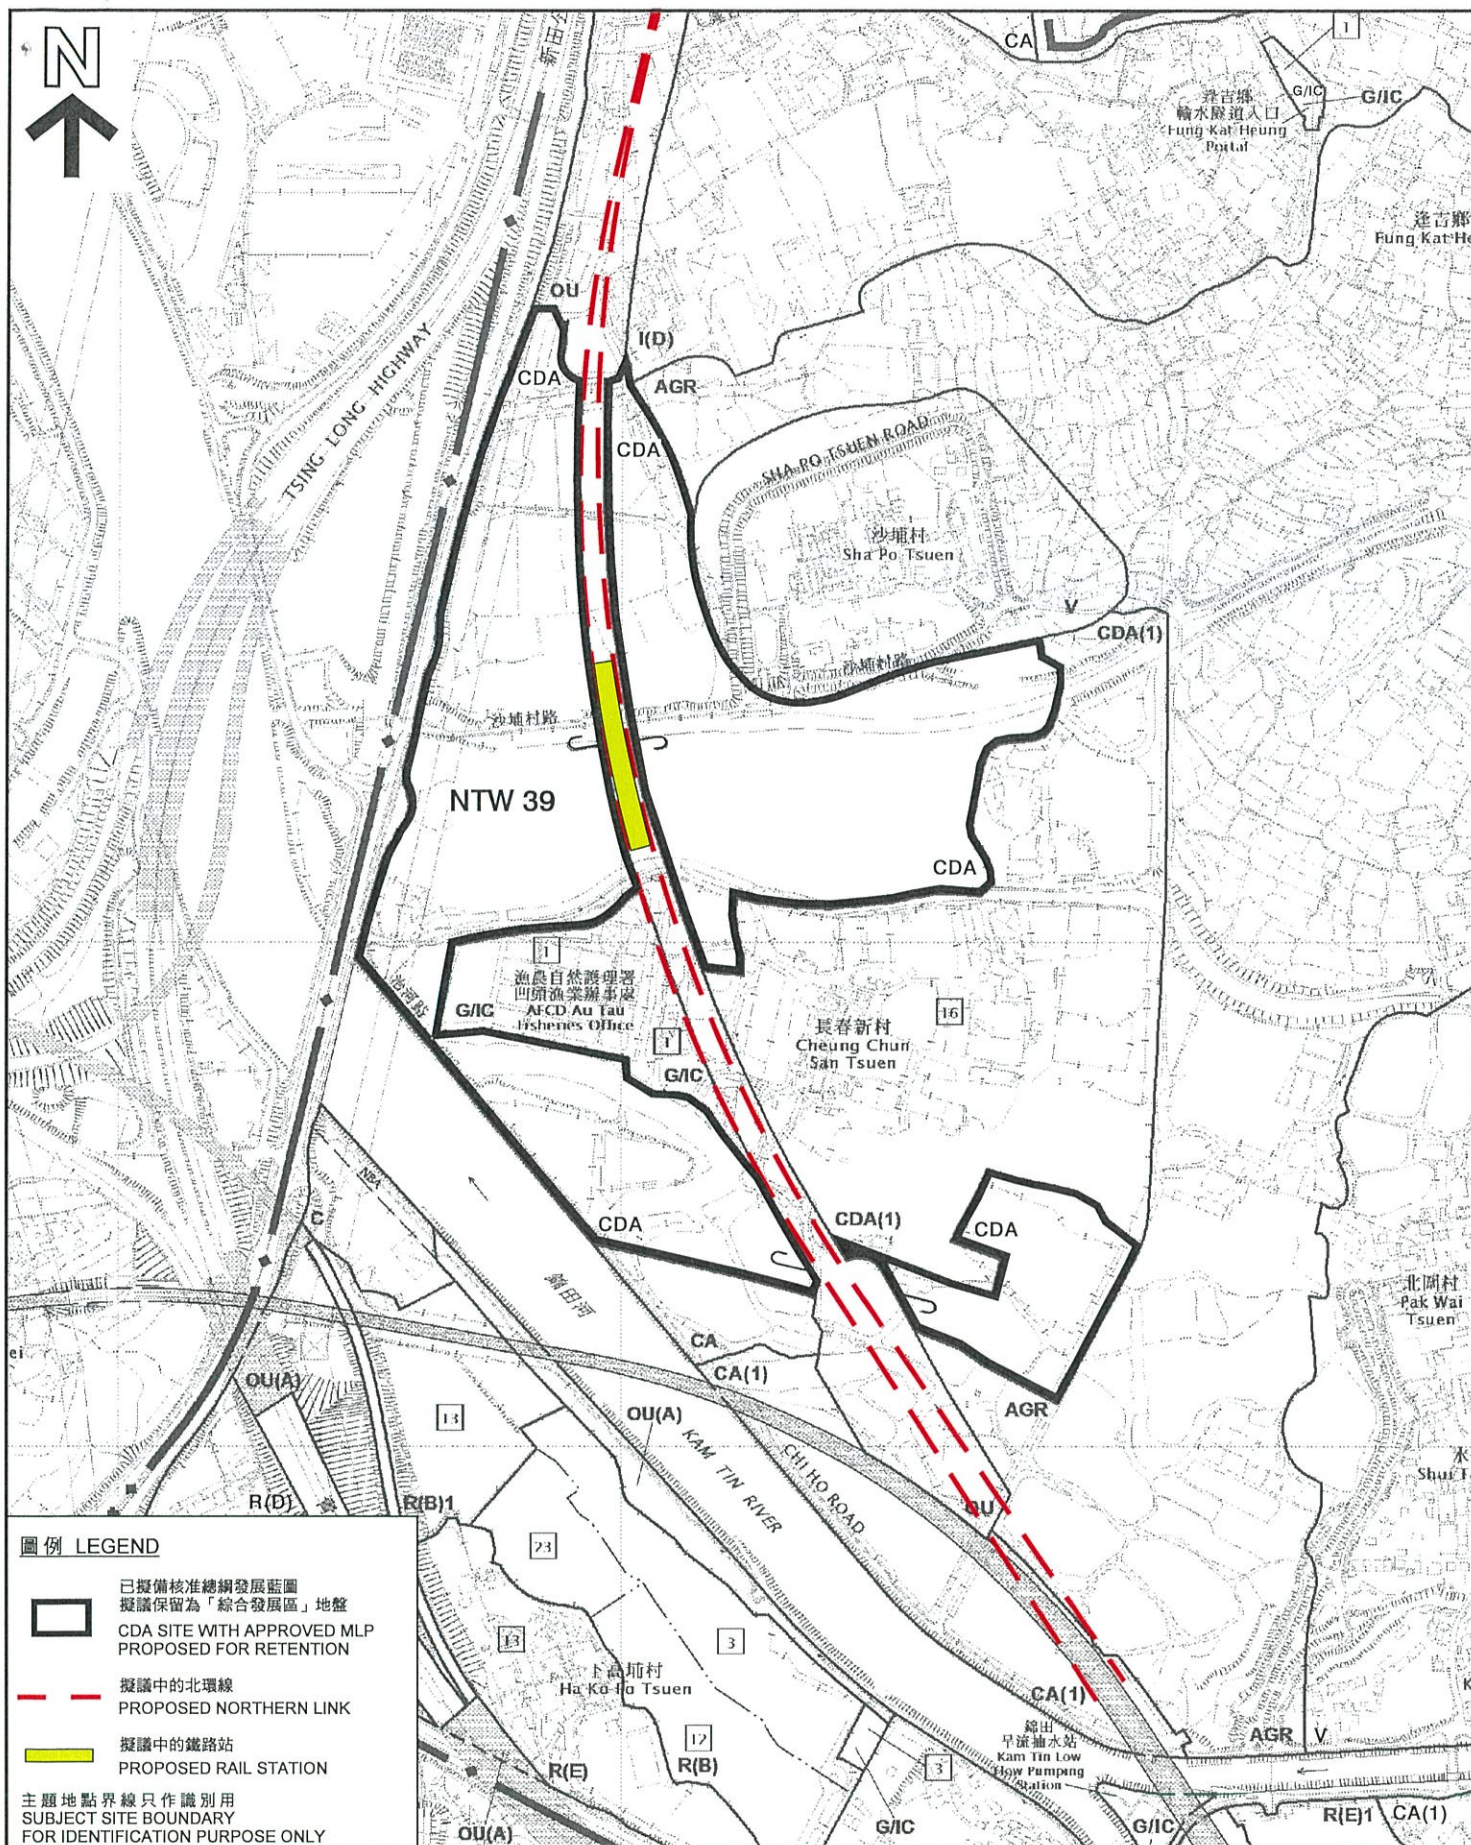 N
新田公
CA
1
逢吉鄉
輸水隧道入口
Fung Kat Heung
Portal
G/IC
G/IC
逢吉鄉
Fung Kat He
TSING LONG HIGHWAY
OU
I(D)
CDA
AGR
CDA
SHA PO TSUEN ROAD
沙埔村
Sha Po Tsuen
V
CDA(1)
沙埔村路
沙埔村路
NTW 39
CDA
1
漁農自然護理署
凹頭漁業辦事處
AFCD Au Tau
Fisheries Office
治河路
G/IC
16
長春新村
Cheung Chun
San Tsuen
1
G/IC
NBA
C
CDA
CDA(1)
CDA
錦田河
北圍村
Pak Wai
Tsuen
ei
CA
CA(1)
OU(A)
AGR
13
OU(A)
KAM TIN RIVER
CHI HO ROAD
水
Shui T
R(D)
R(B)1
OU
23
13
3
下高埔村
Ha Ko Po Tsuen
CA(1)
12
R(B)
R(E)
錦田
旱流抽水站
Kam Tin Low
Flow Pumping
Station
AGR
V
K
3
G/IC
G/IC
R(E)1
CA(1)
OU(A)
圖例 LEGEND
已擬備核准總綱發展藍圖
擬議保留為「綜合發展區」地盤
CDA SITE WITH APPROVED MLP
PROPOSED FOR RETENTION
擬議中的北環線
PROPOSED NORTHERN LINK
擬議中的鐵路站
PROPOSED RAIL STATION
主題地點界線只作識別用
SUBJECT SITE BOUNDARY
FOR IDENTIFICATION PURPOSE ONLY